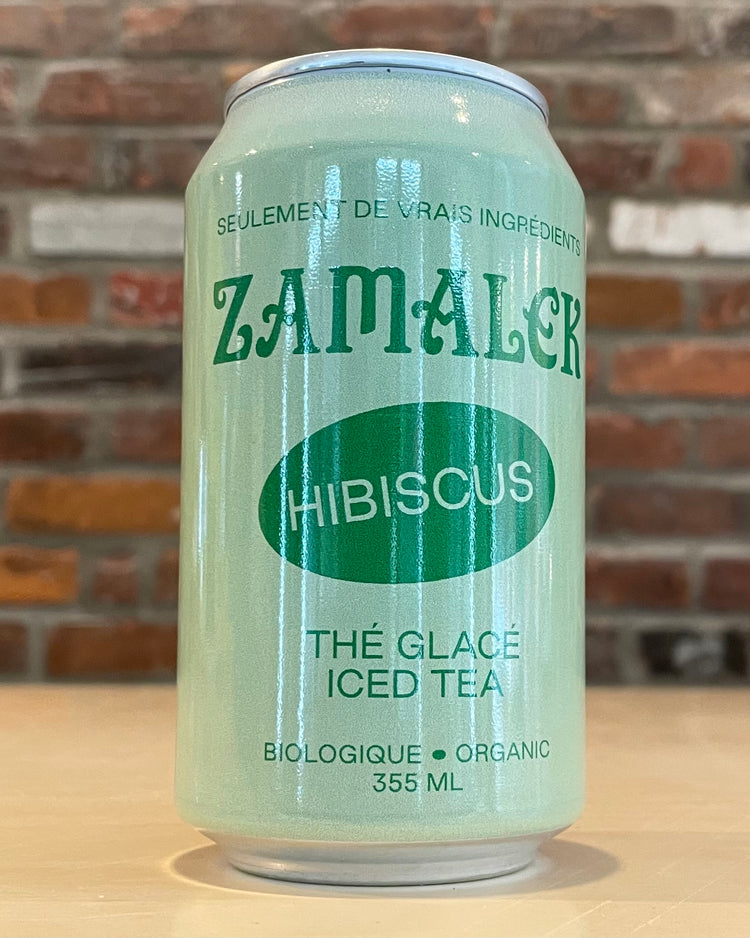 SEULEMENT DE VRAIS INGRÉDIENTS
ZAMALEK
HIBISCUS
THÉ GLACÉ
ICED TEA
BIOLOGIQUE • ORGANIC
355 ML